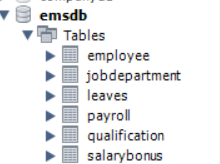 emsdb
Tables
employee
jobdepartment
leaves
payroll
qualification
salarybonus